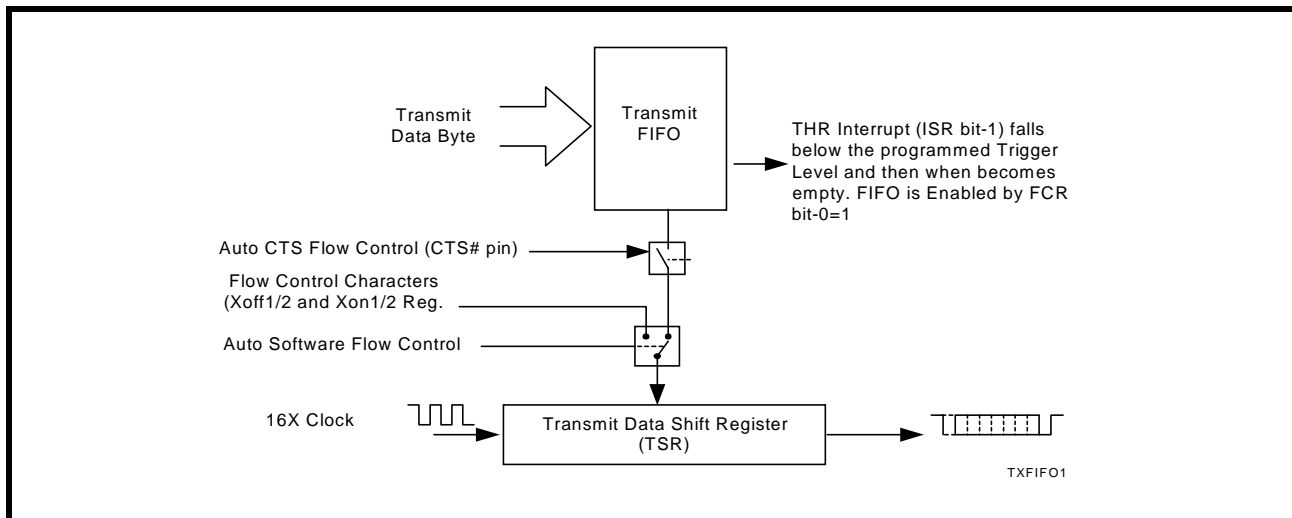 Transmit
Data Byte
Transmit
FIFO
THR Interrupt (ISR bit-1) falls
below the programmed Trigger
Level and then when becomes
empty. FIFO is Enabled by FCR
bit-0=1
Auto CTS Flow Control (CTS# pin)
Flow Control Characters
(Xoff1/2 and Xon1/2 Reg.
Auto Software Flow Control
16X Clock
Transmit Data Shift Register
(TSR)
TXFIFO1